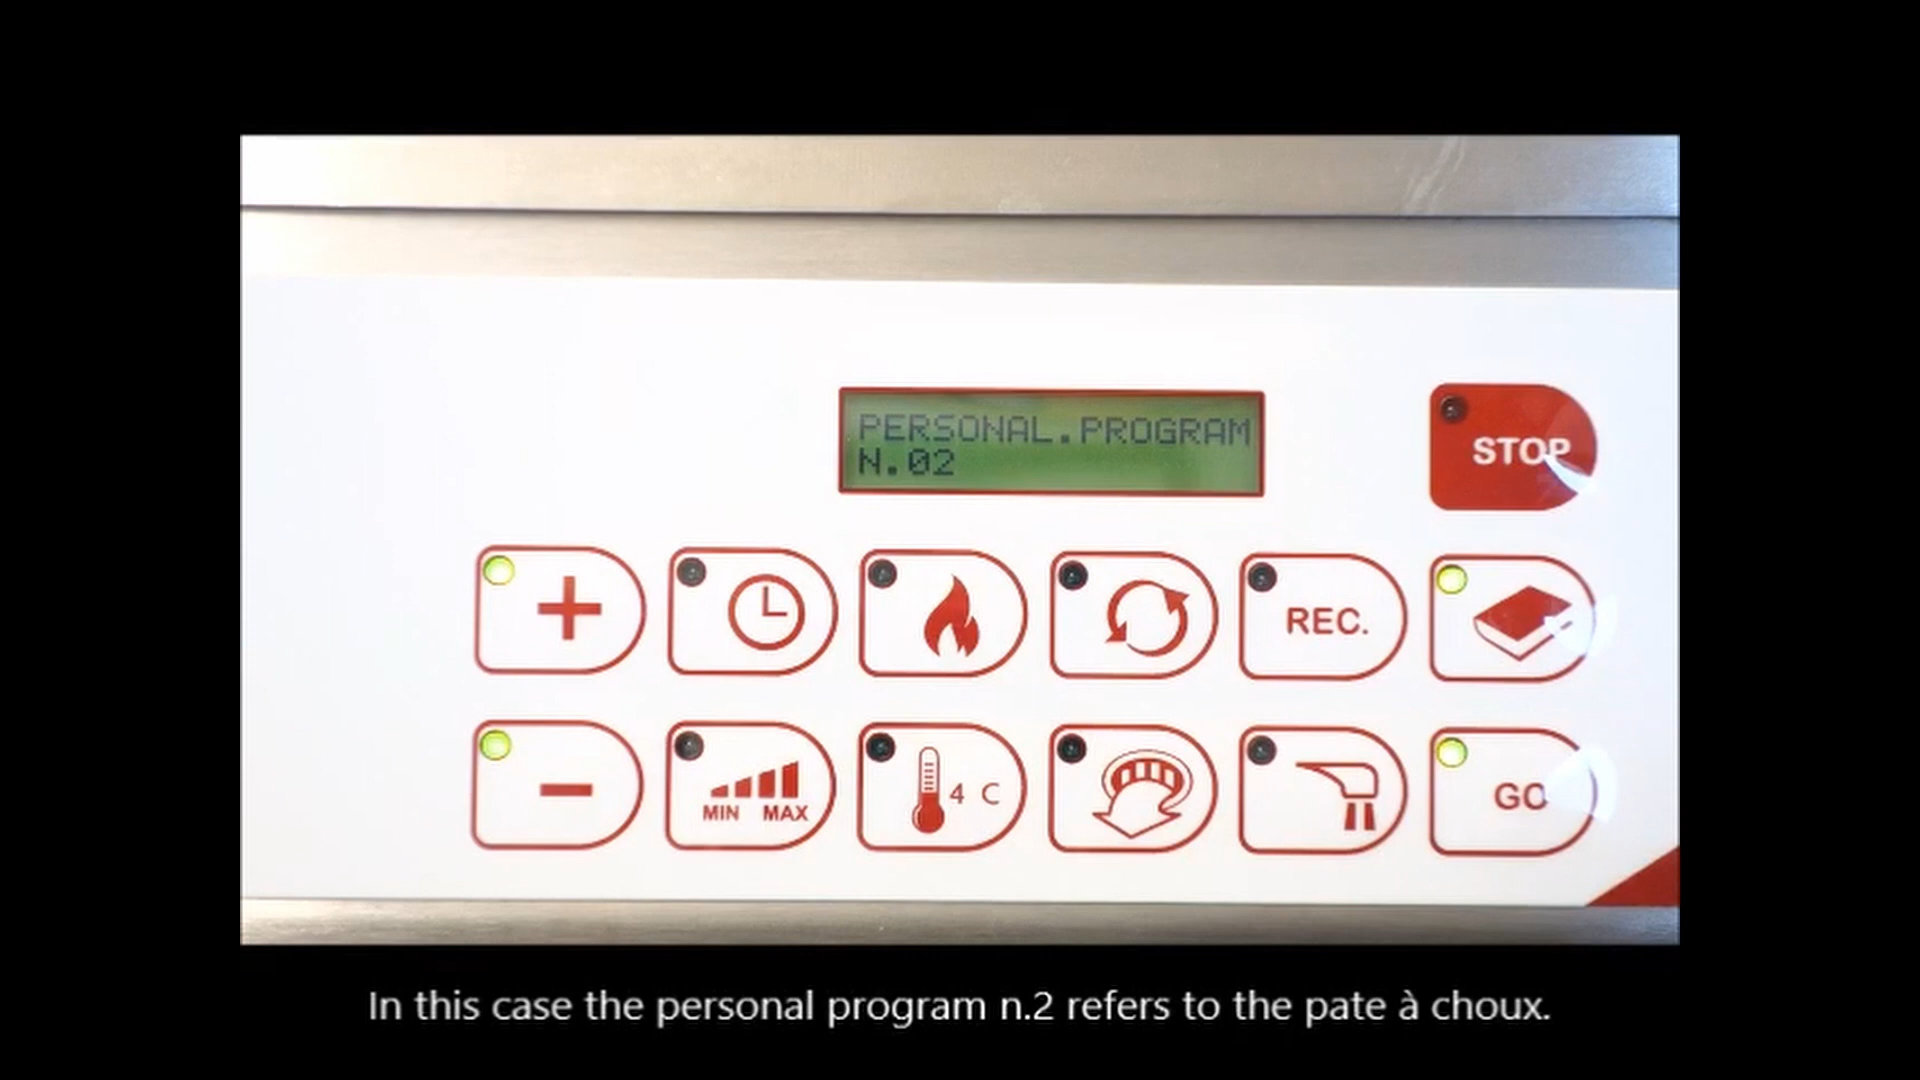 PERSONAL.PROGRAM
N.02
STOP
REC.
MIN MAX
4 C
GO
In this case the personal program n.2 refers to the pate à choux.